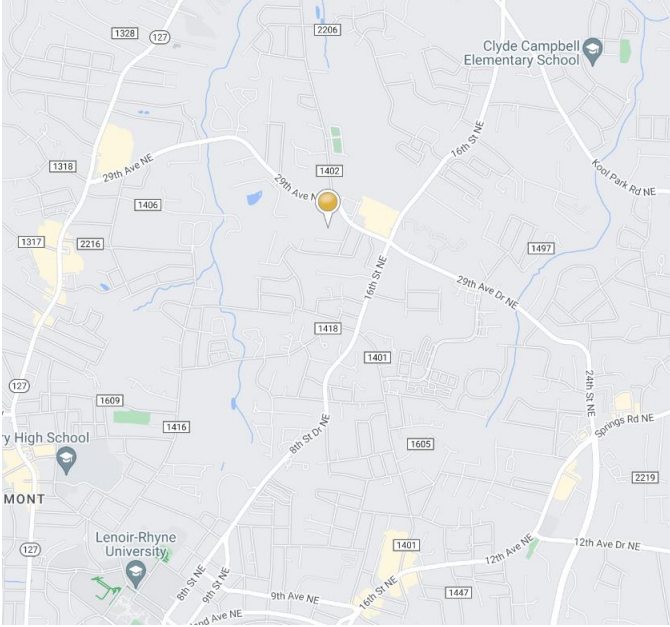 1328
127
2206
Clyde Campbell
Elementary School
16th St NE
1318
29th Ave NE
1402
Kool Park Rd NE
1406
29th Ave N
1317
2216
1497
16th St NE
29th Ave Dr NE
1418
1401
127
24th St NE
1609
1416
8th St Dr NE
Springs Rd NE
ry High School
1605
2219
MONT
Lenoir-Rhyne
University
1401
127
12th Ave NE
12th Ave Dr NE
8th St NE
9th St NE
9th Ave NE
16th St NE
1447
nd Ave NE